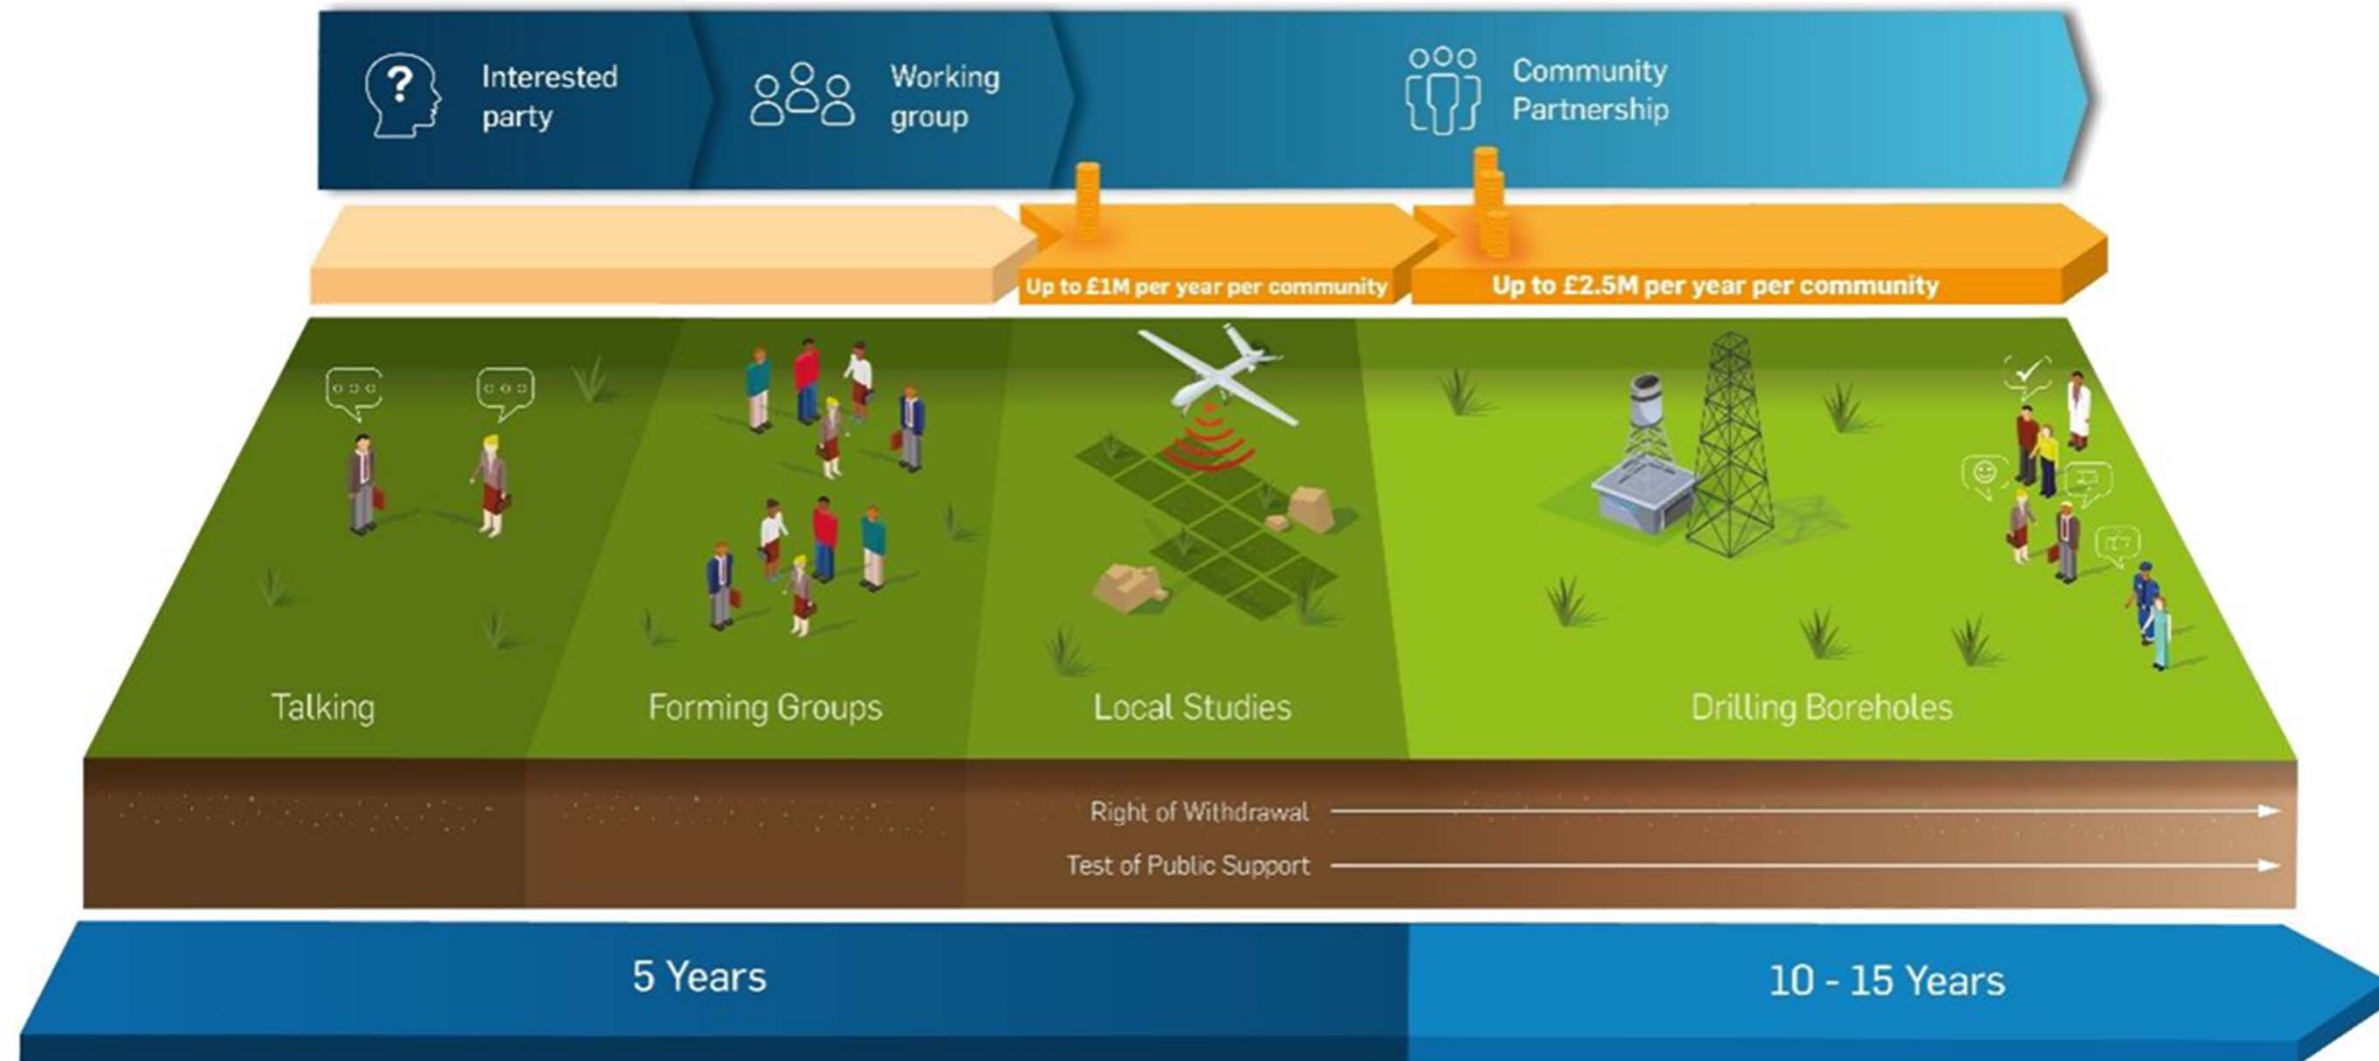 Interested
party
Working
group
Community
Partnership
Up to £1M per year per community
Up to £2.5M per year per community
Talking
Forming Groups
Local Studies
Drilling Boreholes
Right of Withdrawal
Test of Public Support
5 Years
10 - 15 Years